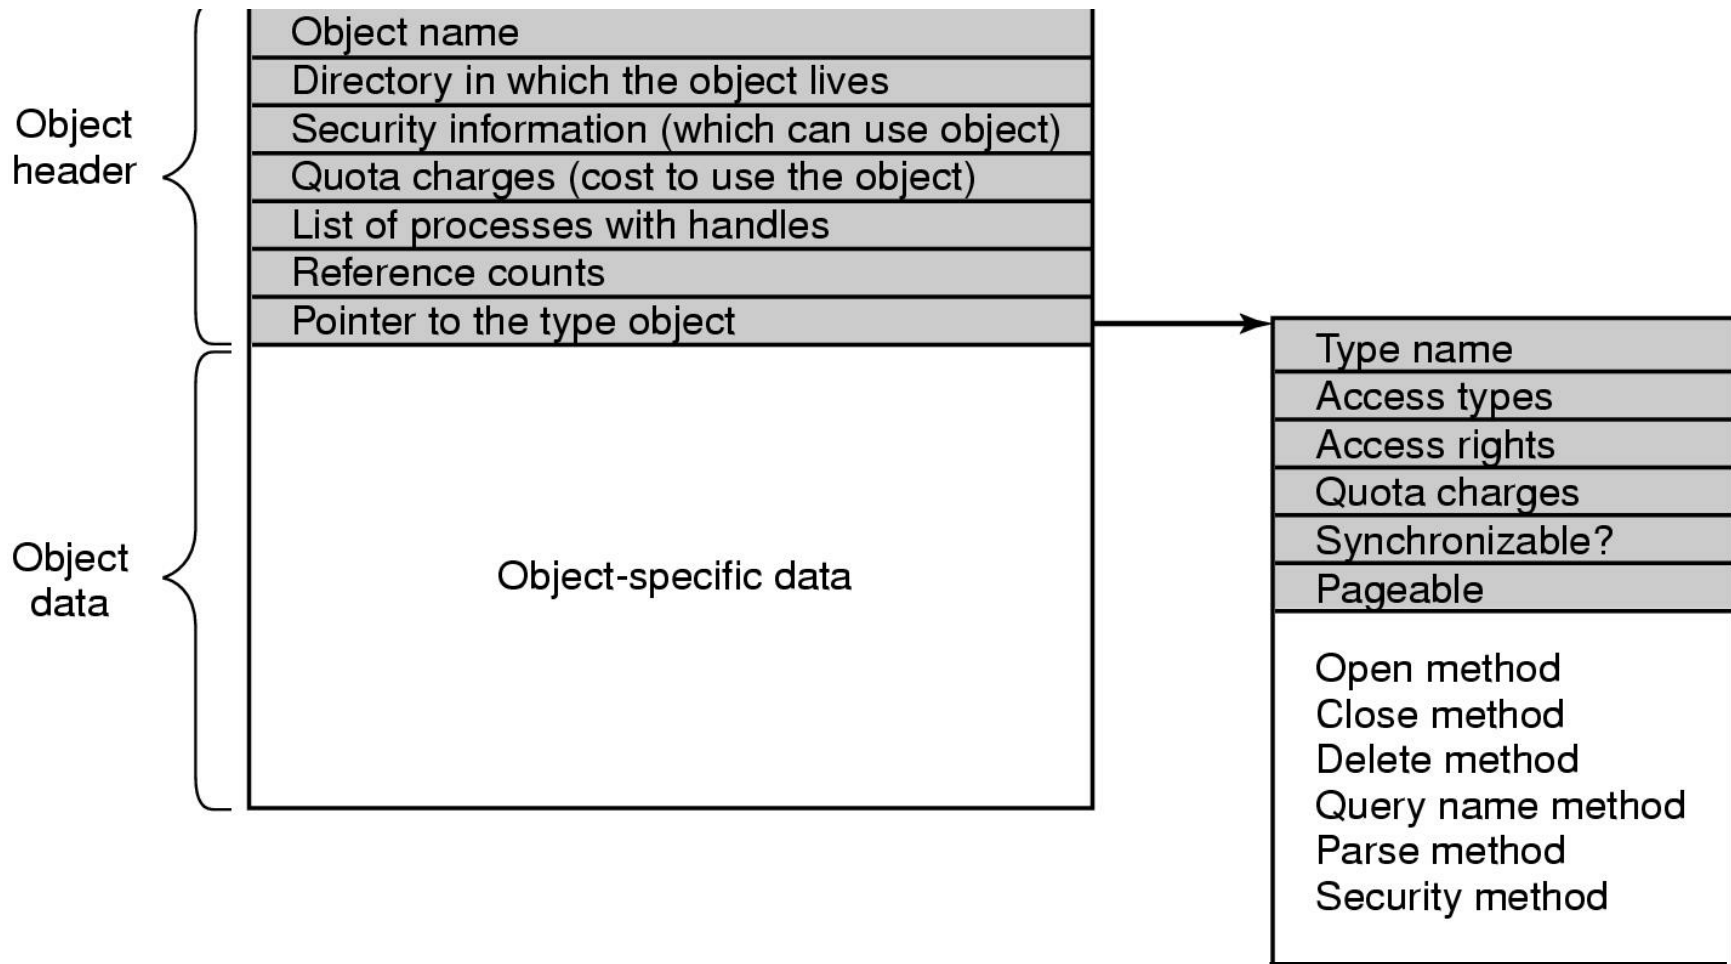 Object name
Directory in which the object lives
Object
header
Security information (which can use object)
Quota charges (cost to use the object)
List of processes with handles
Reference counts
Pointer to the type object
Object
data
Object-specific data
Type name
Access types
Access rights
Quota charges
Synchronizable?
Pageable
Open method
Close method
Delete method
Query name method
Parse method
Security method